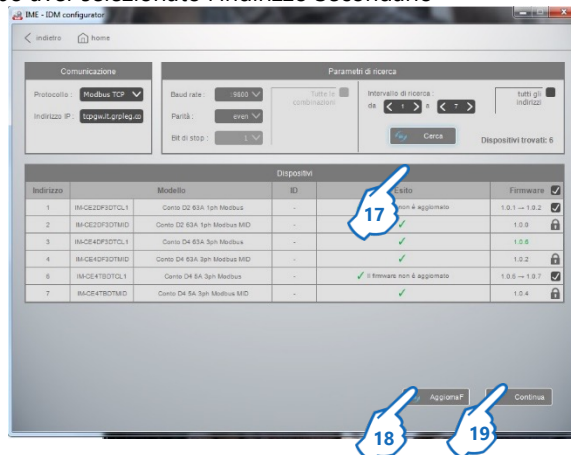 aver selezionato l'indirizzo secondario
IME - IDM configurator
indietro home
Comunicazione
Protocollo : Modbus TCP
Indirizzo IP : tcpgw.it.grpleg.co
Parametri di ricerca
Baud rate : :9600
Parità : even
Bit di stop : 1
Tutte le combinazioni
Intervallo di ricerca :
da < 1 > a < 7 >
tutti gli indirizzi
Cerca
Dispositivi trovati: 6
Dispositivi
Indirizzo Modello ID Esito Firmware
1 IM-CE2DF3DTCL1 Conto D2 63A 1ph Modbus - non è aggiornato 1.0.1 → 1.0.2
2 IM-CE2DF3DTMID Conto D2 63A 1ph Modbus MID - ✓ 1.0.0
3 IM-CE4DF3DTCL1 Conto D4 63A 3ph Modbus - ✓ 1.0.6
4 IM-CE4DF3DTMID Conto D4 63A 3ph Modbus MID - ✓ 1.0.2
6 IM-CE4TBDTCL1 Conto D4 5A 3ph Modbus - ✓ Il firmware non è aggiornato 1.0.6 → 1.0.7
7 IM-CE4TBDTMID Conto D4 5A 3ph Modbus MID - ✓ 1.0.4
17
AggiornaF
Continua
18
19